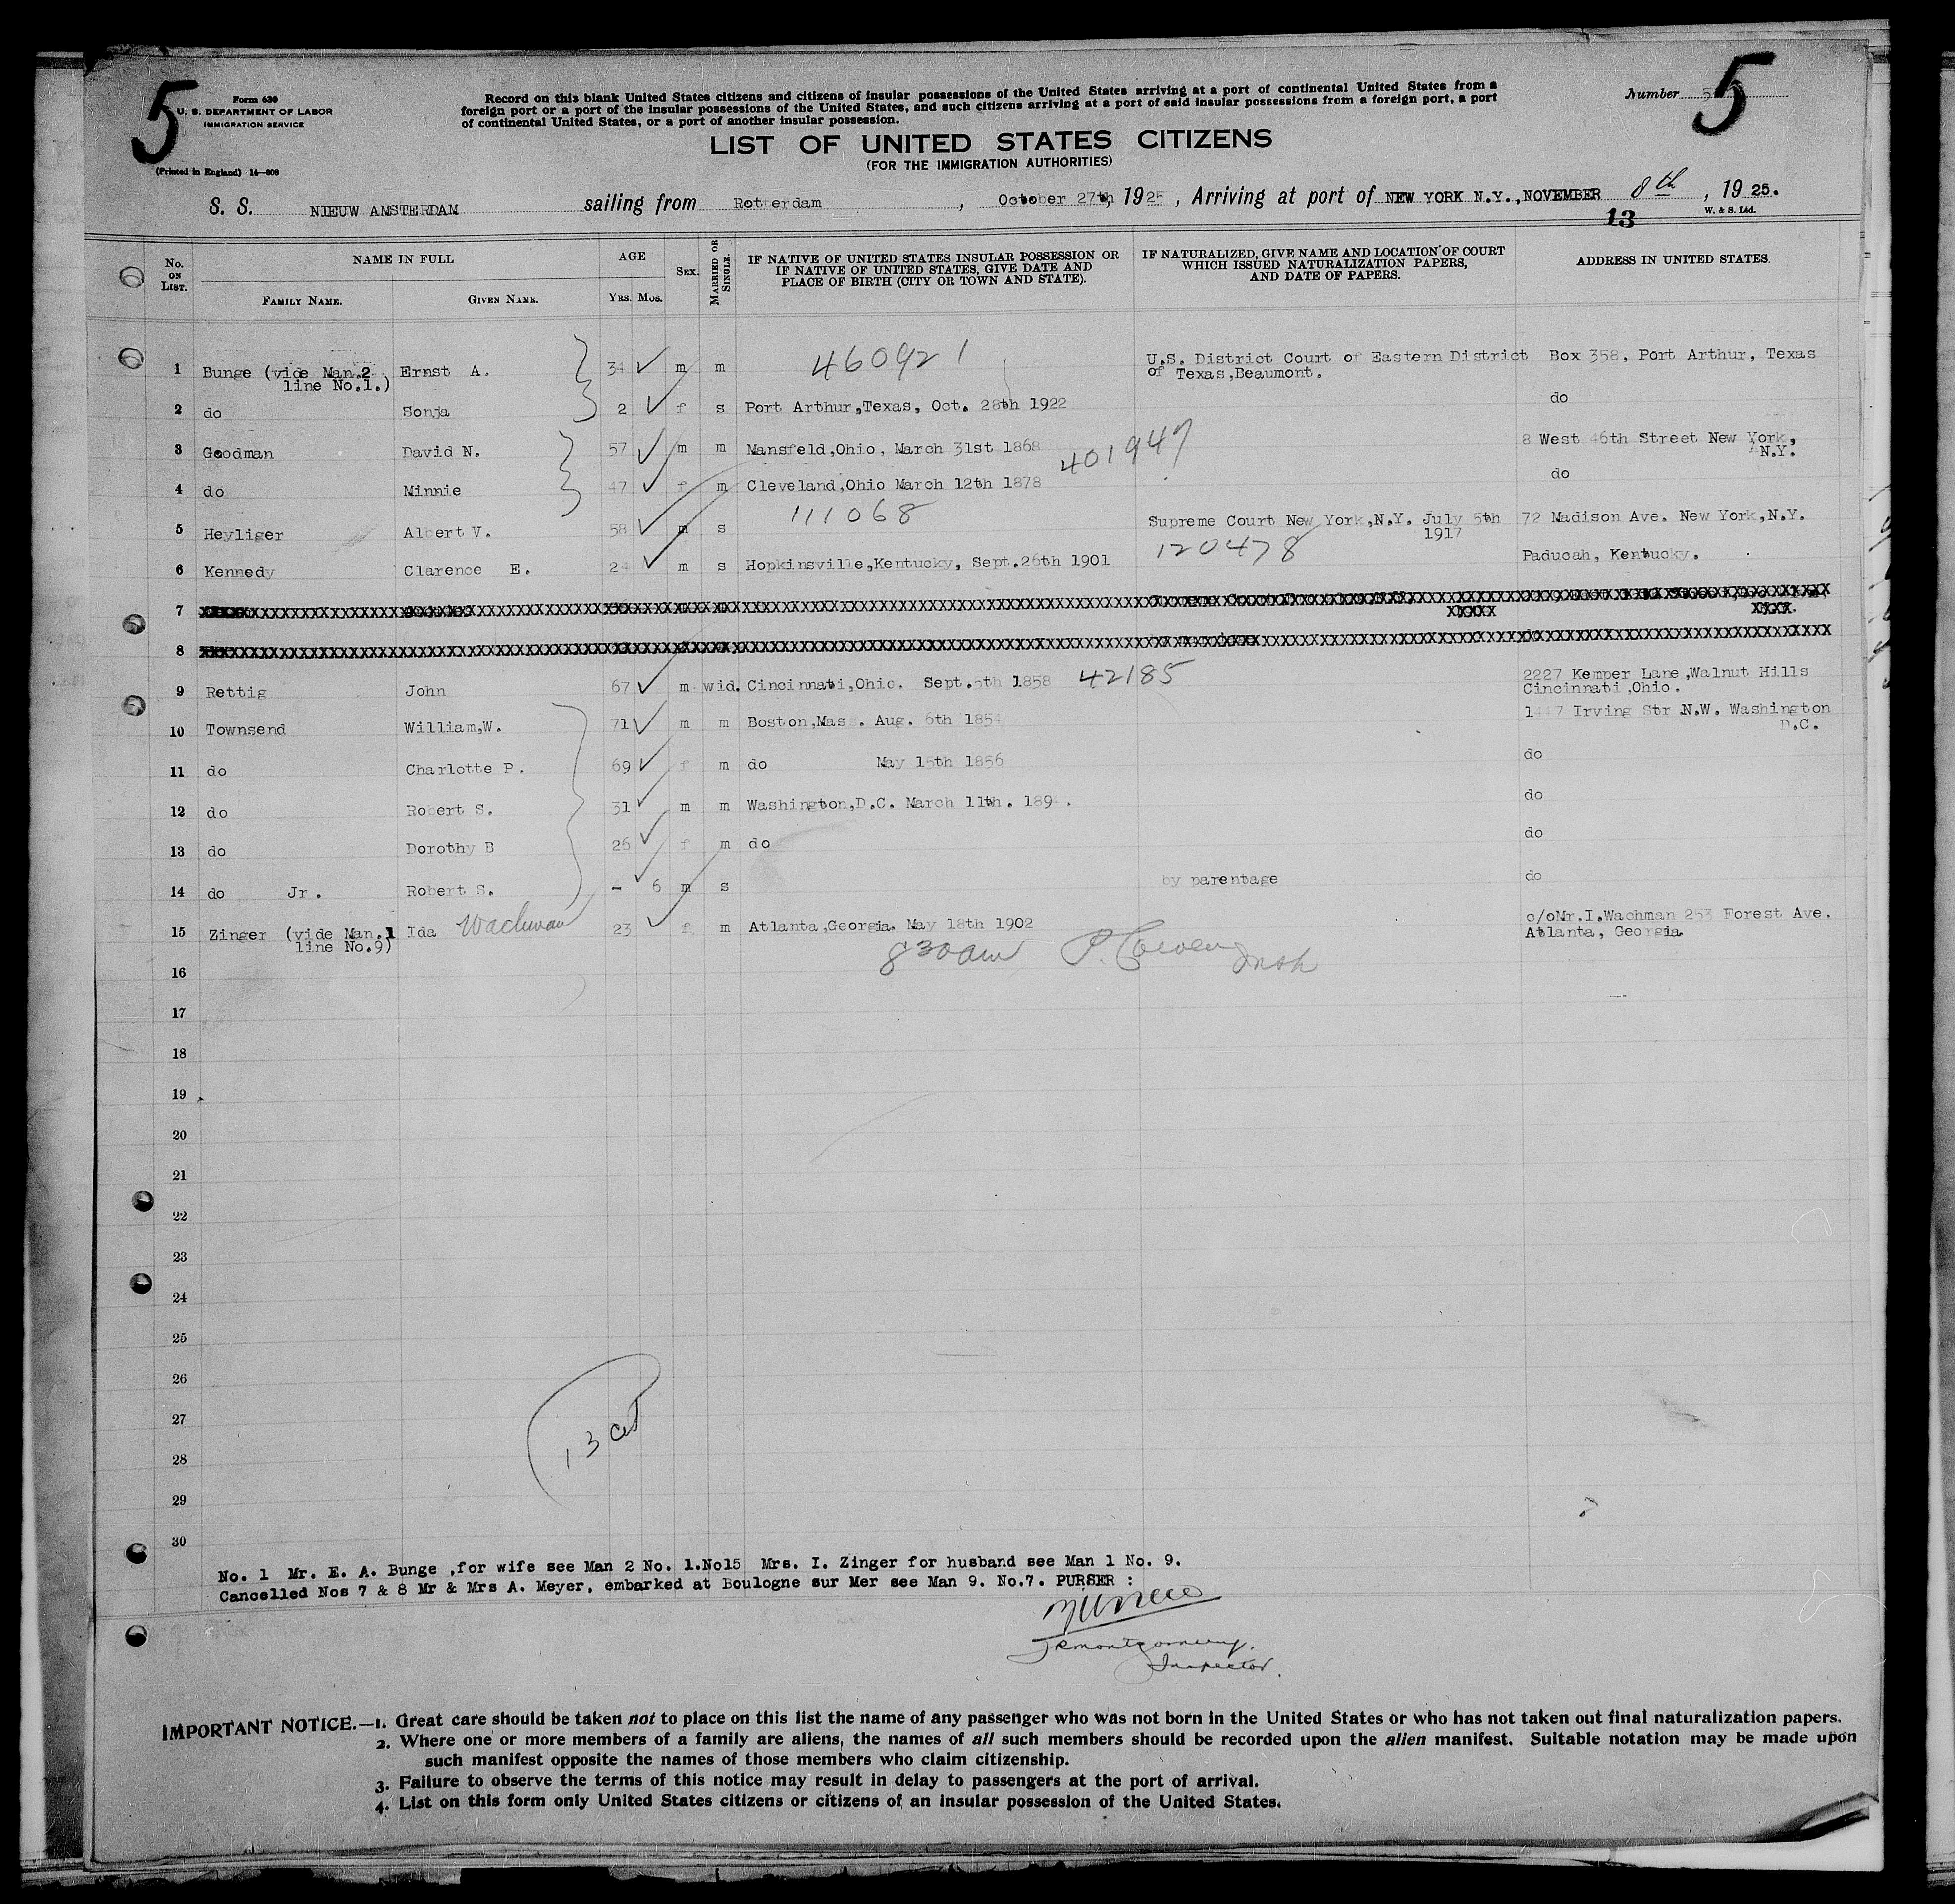 5
Form 630
U. S. DEPARTMENT OF LABOR
IMMIGRATION SERVICE
(Printed in England) 14—608
Record on this blank United States citizens and citizens of insular possessions of the United States arriving at a port of continental United States from a
foreign port or a port of the insular possessions of the United States, and such citizens arriving at a port of said insular possessions from a foreign port, a port
of continental United States, or a port of another insular possession.
Number 5
LIST OF UNITED STATES CITIZENS
(FOR THE IMMIGRATION AUTHORITIES)
S. S. NIEUW AMSTERDAM sailing from Rotterdam, October 27th, 1925, Arriving at port of NEW YORK N.Y.,NOVEMBER 8th, 1925.
13
W. & S. Ltd.
No. ON LIST. NAME IN FULL FAMILY NAME. GIVEN NAME. AGE YRS. MOS. SEX. MARRIED OR SINGLE. IF NATIVE OF UNITED STATES INSULAR POSSESSION OR IF NATIVE OF UNITED STATES, GIVE DATE AND PLACE OF BIRTH (CITY OR TOWN AND STATE). IF NATURALIZED, GIVE NAME AND LOCATION OF COURT WHICH ISSUED NATURALIZATION PAPERS, AND DATE OF PAPERS. ADDRESS IN UNITED STATES.
1 Bunge (vide Man.2 Ernst A. 34 m m 460921 U.S. District Court of Eastern District Box 358, Port Arthur, Texas
line No.1.) of Texas,Beaumont.
2 do Sonja 2 f s Port Arthur,Texas, Oct. 28th 1922 do
3 Goodman David N. 57 m m Mansfeld,Ohio, March 31st 1868 401947 8 West 46th Street New York,
N.Y.
4 do Minnie 47 f m Cleveland,Ohio March 12th 1878 do
5 Heyliger Albert V. 58 m s 111068 Supreme Court New York,N.Y. July 5th 72 Madison Ave. New York,N.Y.
1917
6 Kennedy Clarence E. 24 m s Hopkinsville,Kentucky, Sept.26th 1901 120478 Paducah, Kentucky.
7
8
9 Rettig John 67 m wid. Cincinnati,Ohio. Sept.5th 1858 42185 2227 Kemper Lane,Walnut Hills
Cincinnati,Ohio.
10 Townsend William,W. 71 m m Boston,Mass. Aug. 6th 1854 1447 Irving Str N.W. Washington
D.C.
11 do Charlotte P. 69 f m do May 15th 1856 do
12 do Robert S. 31 m m Washington,D.C. March 11th. 1894. do
13 do Dorothy B 26 f m do do
14 do Jr. Robert S. - 6 m s by parentage do
15 Zinger (vide Man.1 Ida Wachman 23 f m Atlanta,Georgia. May 18th 1902 c/oMr.I.Wachman 253 Forest Ave.
line No.9) Atlanta, Georgia.
830am
16
17
18
19
20
21
22
23
24
25
26
27
28
29
30
No. 1 Mr. E. A. Bunge ,for wife see Man 2 No. 1.No15 Mrs. I. Zinger for husband see Man 1 No. 9.
Cancelled Nos 7 & 8 Mr & Mrs A. Meyer, embarked at Boulogne sur Mer see Man 9. No.7. PURSER :
JRMontgomery.
Inspector.
IMPORTANT NOTICE.—1. Great care should be taken not to place on this list the name of any passenger who was not born in the United States or who has not taken out final naturalization papers.
2. Where one or more members of a family are aliens, the names of all such members should be recorded upon the alien manifest. Suitable notation may be made upon
such manifest opposite the names of those members who claim citizenship.
3. Failure to observe the terms of this notice may result in delay to passengers at the port of arrival.
4. List on this form only United States citizens or citizens of an insular possession of the United States.